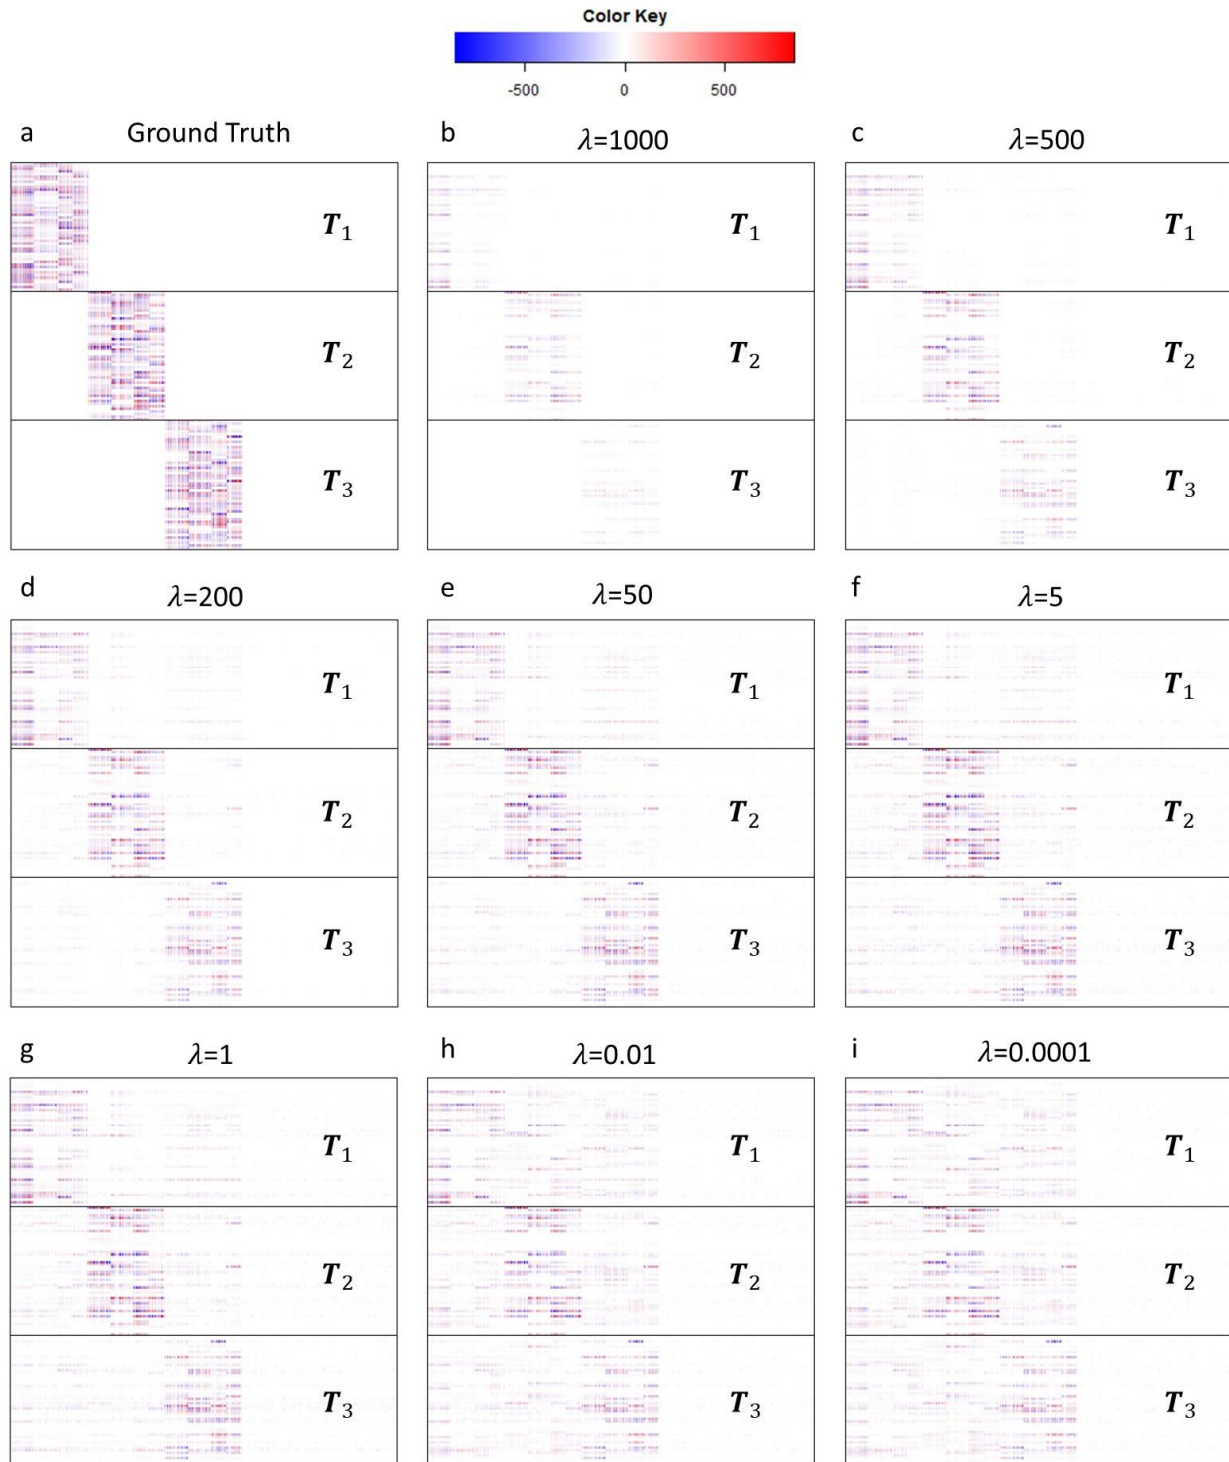 Color Key
-500 0 500
a Ground Truth b λ=1000 c λ=500
T1 T1 T1
T2 T2 T2
T3 T3 T3
d λ=200 e λ=50 f λ=5
T1 T1 T1
T2 T2 T2
T3 T3 T3
g λ=1 h λ=0.01 i λ=0.0001
T1 T1 T1
T2 T2 T2
T3 T3 T3